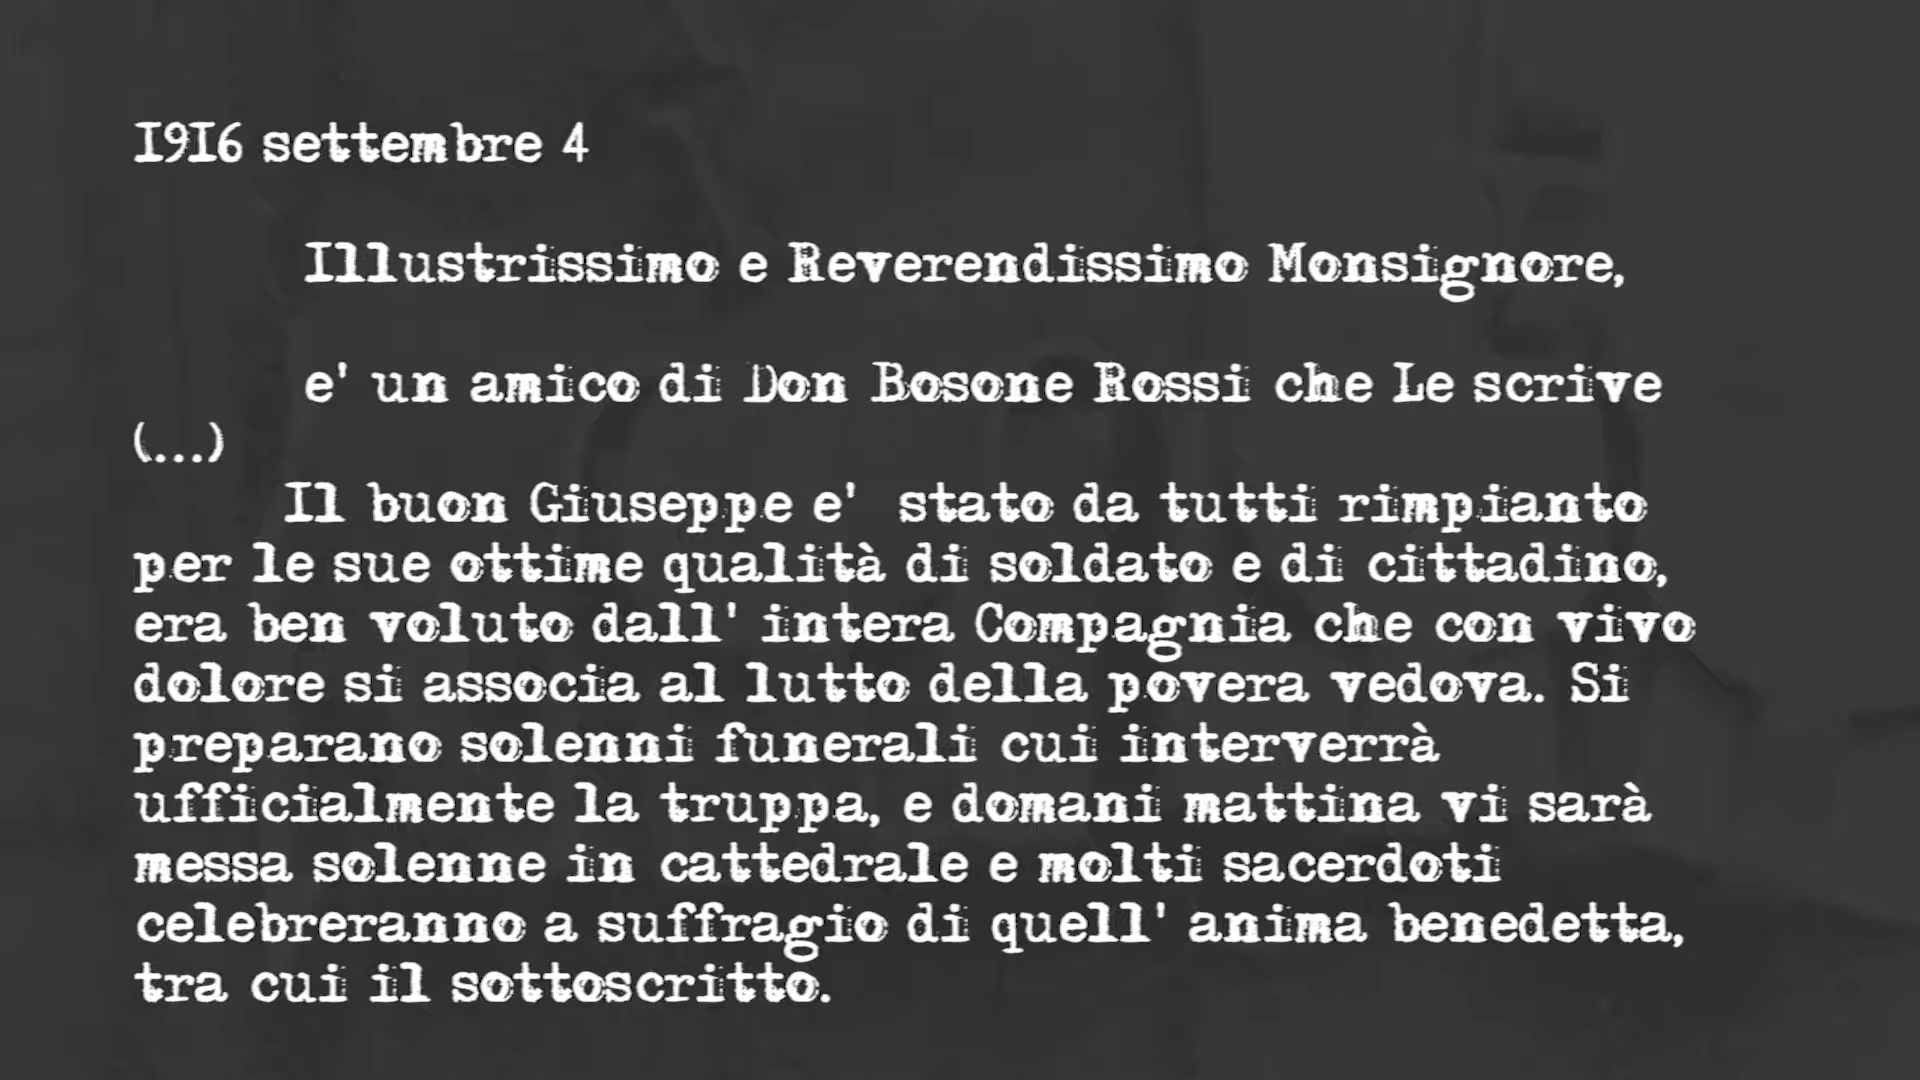 1916 settembre 4
Illustrissimo e Reverendissimo Monsignore,
e' un amico di Don Bosone Rossi che Le scrive
(...)
Il buon Giuseppe e' stato da tutti rimpianto
per le sue ottime qualità di soldato e di cittadino,
era ben voluto dall' intera Compagnia che con vivo
dolore si associa al lutto della povera vedova. Si
preparano solenni funerali cui interverrà
ufficialmente la truppa, e domani mattina vi sarà
messa solenne in cattedrale e molti sacerdoti
celebreranno a suffragio di quell' anima benedetta,
tra cui il sottoscritto.